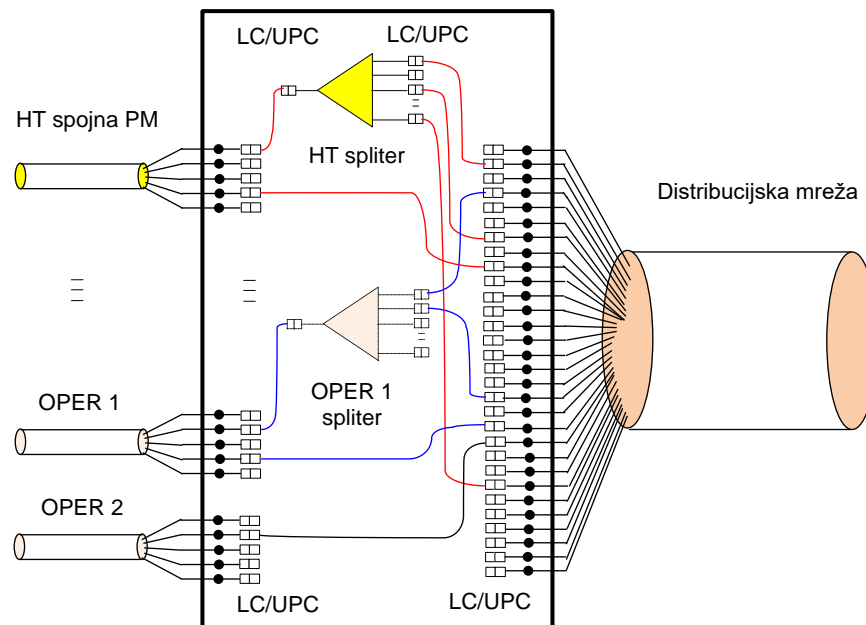 LC/UPC
LC/UPC
HT spojna PM
HT spliter
Distribucijska mreža
OPER 1
OPER 1
spliter
OPER 2
LC/UPC
LC/UPC